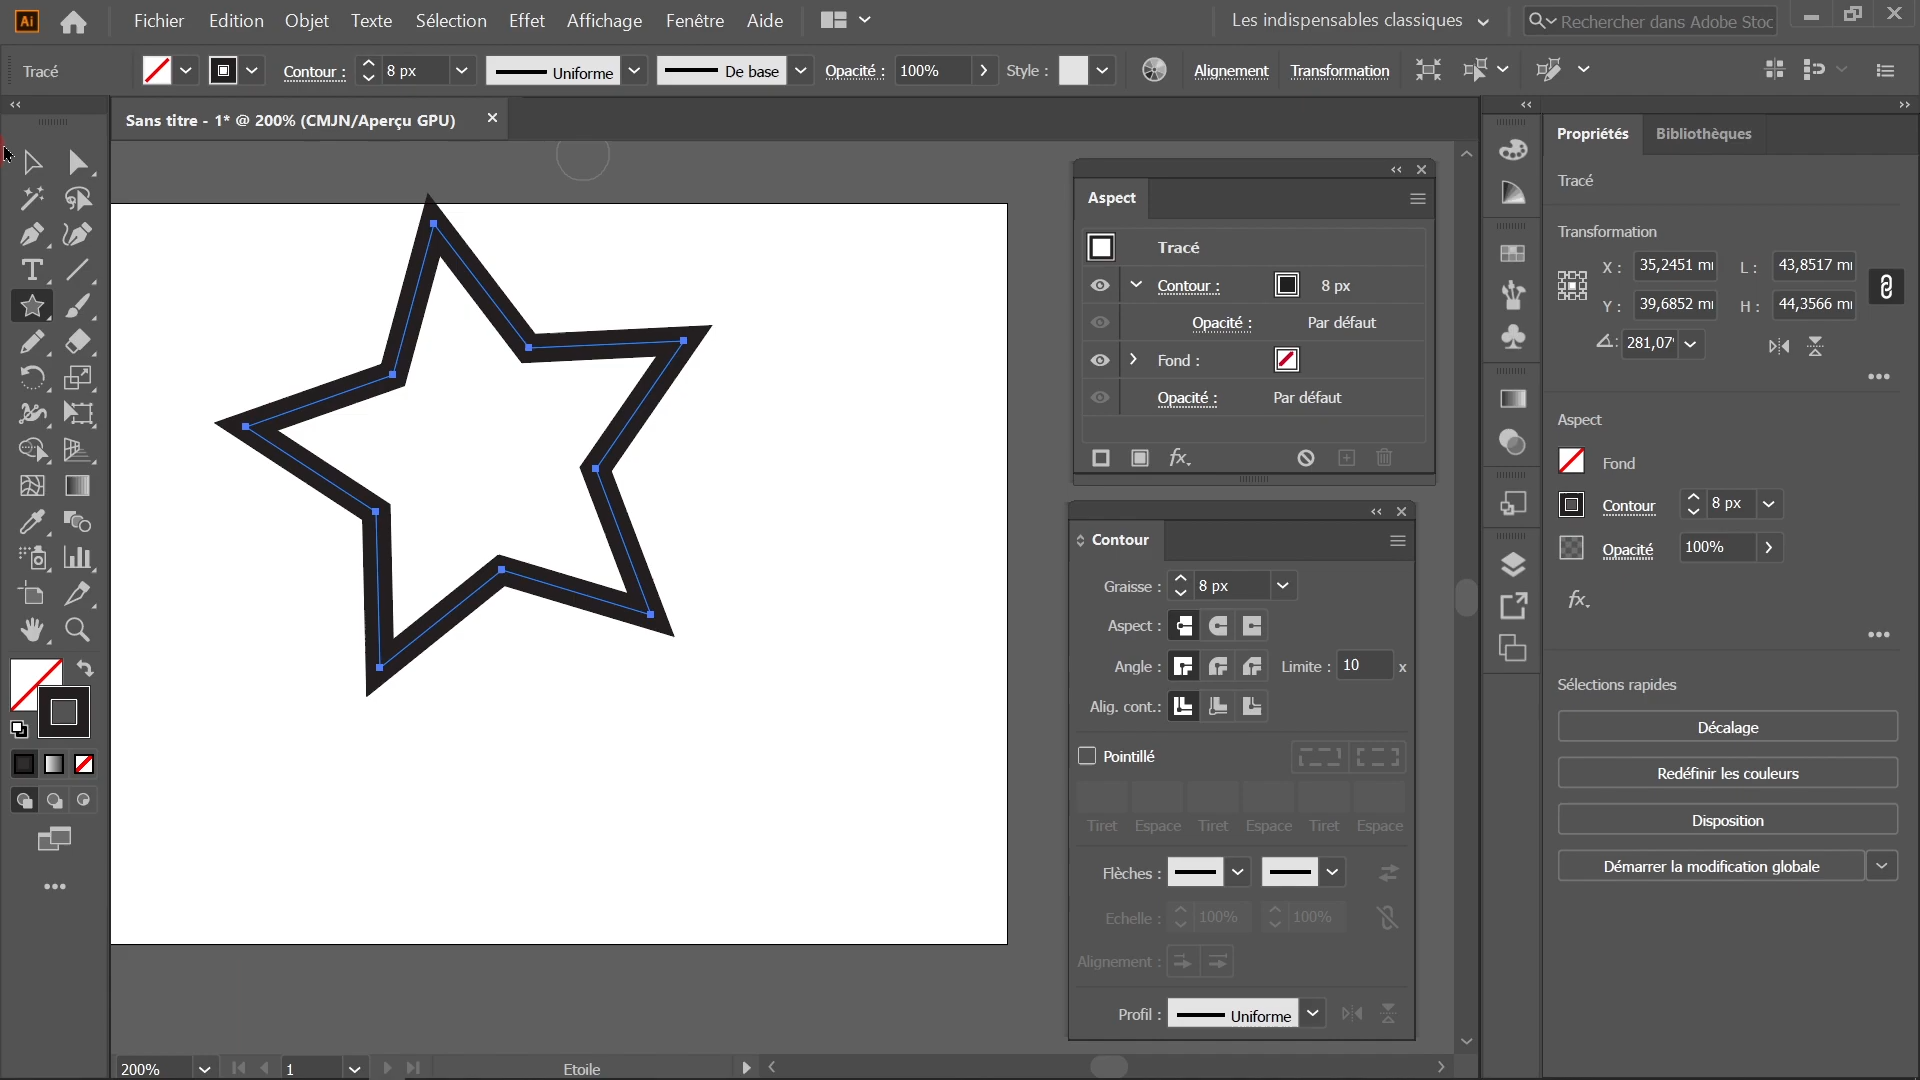 Ai Fichier Edition Objet Texte Sélection Effet Affichage Fenêtre Aide Les indispensables classiques Rechercher dans Adobe Stoc
Tracé Contour : 8 px Uniforme De base Opacité : 100% Style : Alignement Transformation
Sans titre - 1* @ 200% (CMJN/Aperçu GPU)
Aspect
Tracé
Contour : 8 px
Opacité : Par défaut
Fond :
Opacité : Par défaut
fx.
Contour
Graisse : 8 px
Aspect :
Angle : Limite : 10 x
Alig. cont.:
Pointillé
Tiret Espace Tiret Espace Tiret Espace
Flèches :
Echelle : 100% 100%
Alignement :
Profil : Uniforme
Propriétés Bibliothèques
Tracé
Transformation
X : 35,2451 L : 43,8517
Y : 39,6852 H : 44,3566
281,07°
Aspect
Fond
Contour 8 px
Opacité 100%
fx.
Sélections rapides
Décalage
Redéfinir les couleurs
Disposition
Démarrer la modification globale
200% 1 Etoile